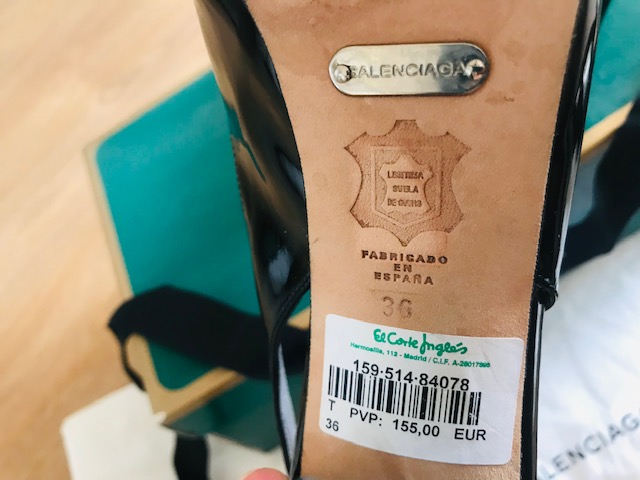 BALENCIAGA
LEGITIMA
SUELA
DE CUERO
FABRICADO
EN
ESPAÑA
36
El Corte Inglés
Hermosilla, 112 - Madrid / C.I.F. A-28017895
159-514-84078
T PVP: 155,00 EUR
36
BALENCIAGA